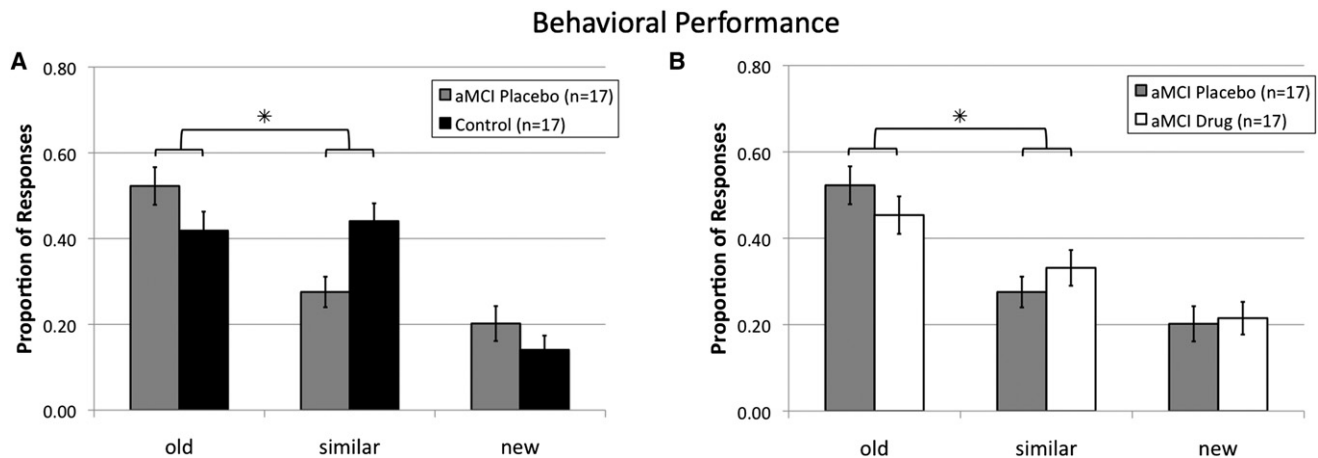 Behavioral Performance
A
Proportion of Responses
0.80
0.60
0.40
0.20
0.00
*
aMCI Placebo (n=17)
Control (n=17)
old
similar
new
B
Proportion of Responses
0.80
0.60
0.40
0.20
0.00
*
aMCI Placebo (n=17)
aMCI Drug (n=17)
old
similar
new